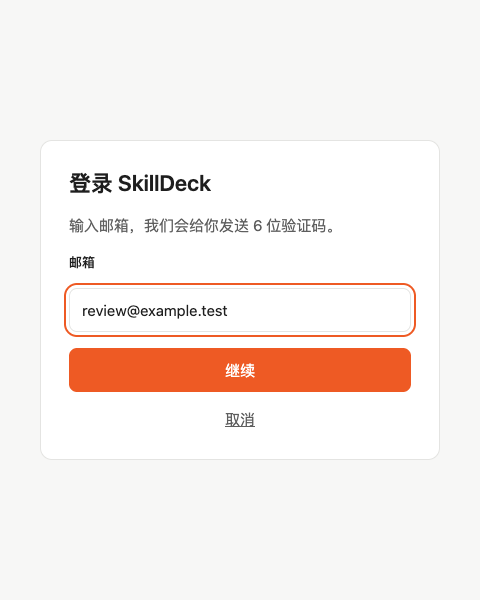 登录 SkillDeck
输入邮箱，我们会给你发送 6 位验证码。
邮箱
review@example.test
继续
取消